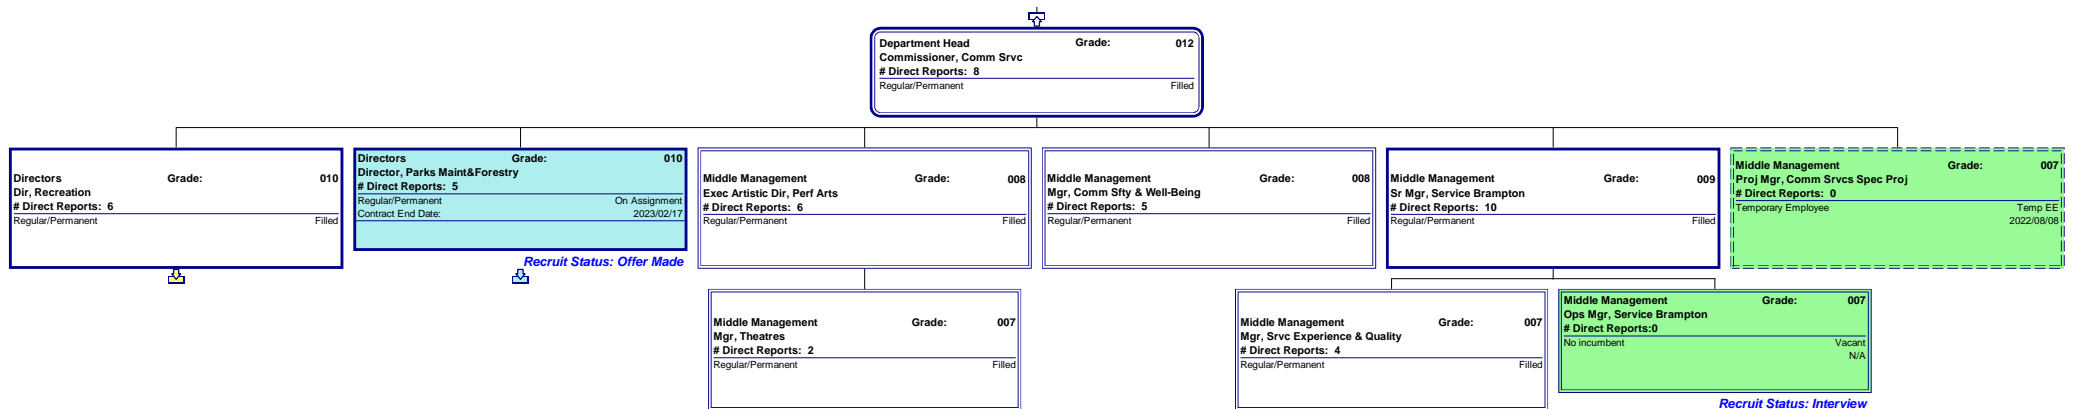 Department Head Grade: 012
Commissioner, Comm Srvc
# Direct Reports: 8
Regular/Permanent Filled
Directors Grade: 010
Dir, Recreation
# Direct Reports: 6
Regular/Permanent Filled
Directors Grade: 010
Director, Parks Maint&Forestry
# Direct Reports: 5
Regular/Permanent On Assignment
Contract End Date: 2023/02/17
Recruit Status: Offer Made
Middle Management Grade: 008
Exec Artistic Dir, Perf Arts
# Direct Reports: 6
Regular/Permanent Filled
Middle Management Grade: 008
Mgr, Comm Sfty & Well-Being
# Direct Reports: 5
Regular/Permanent Filled
Middle Management Grade: 009
Sr Mgr, Service Brampton
# Direct Reports: 10
Regular/Permanent Filled
Middle Management Grade: 007
Proj Mgr, Comm Srvcs Spec Proj
# Direct Reports: 0
Temporary Employee Temp EE
2022/08/08
Middle Management Grade: 007
Mgr, Theatres
# Direct Reports: 2
Regular/Permanent Filled
Middle Management Grade: 007
Mgr, Srvc Experience & Quality
# Direct Reports: 4
Regular/Permanent Filled
Middle Management Grade: 007
Ops Mgr, Service Brampton
# Direct Reports:0
No incumbent Vacant
N/A
Recruit Status: Interview